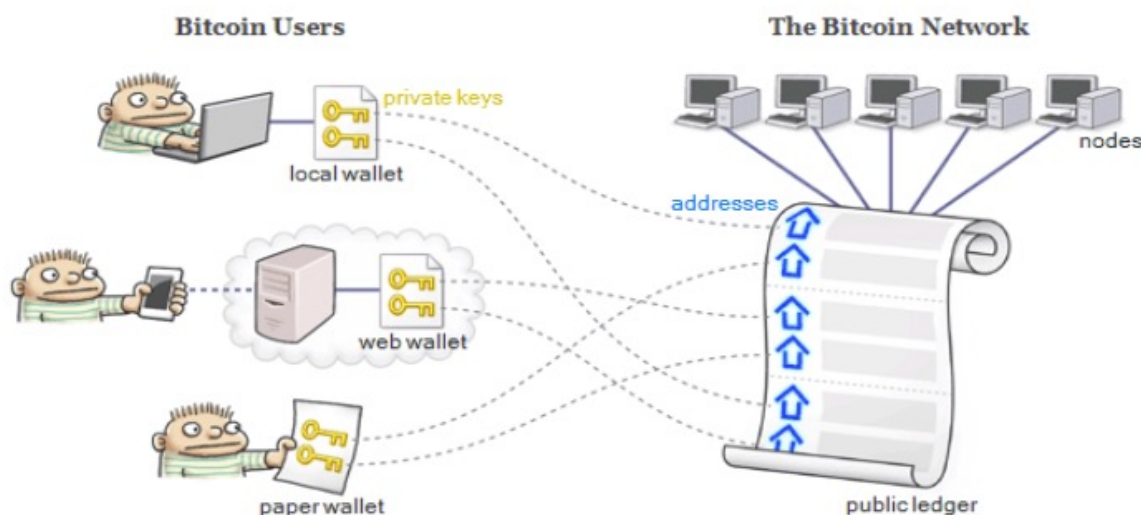 Bitcoin Users
The Bitcoin Network
private keys
nodes
local wallet
addresses
web wallet
paper wallet
public ledger